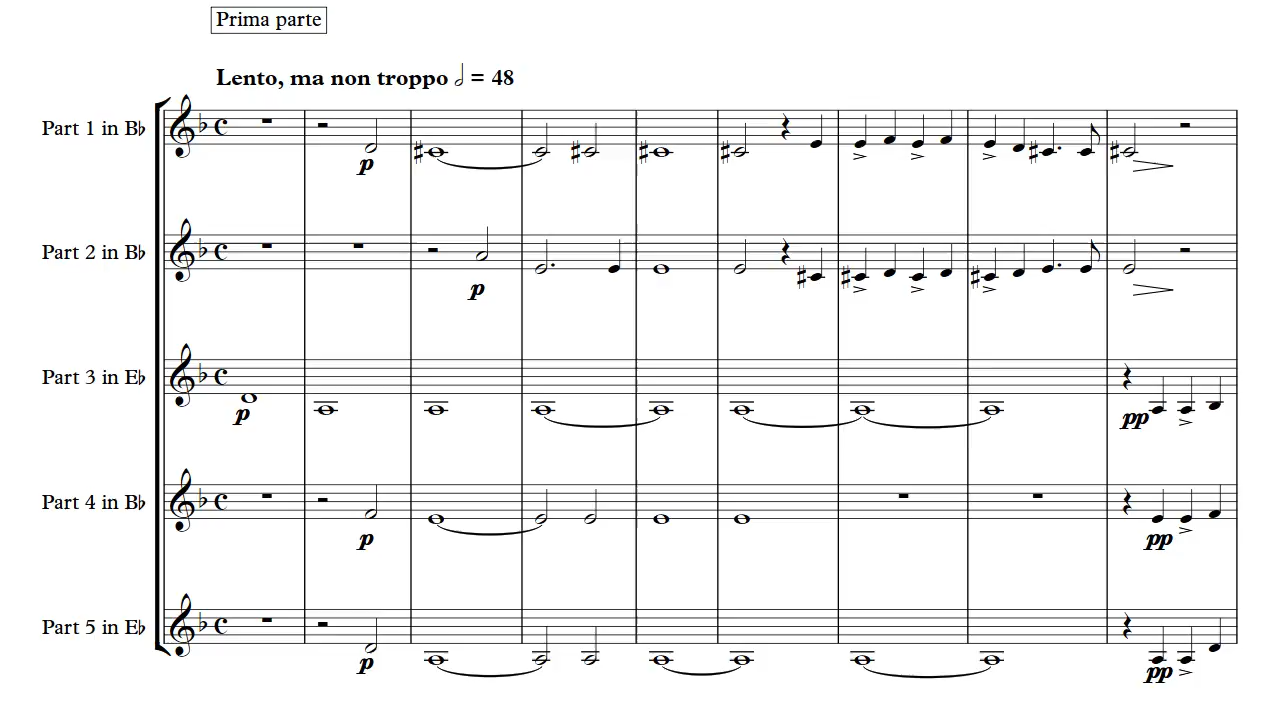 Prima parte
Lento, ma non troppo 𝅗𝅥 = 48
Part 1 in B♭
p
Part 2 in B♭
p
Part 3 in E♭
p
pp
Part 4 in B♭
p
pp
Part 5 in E♭
p
pp